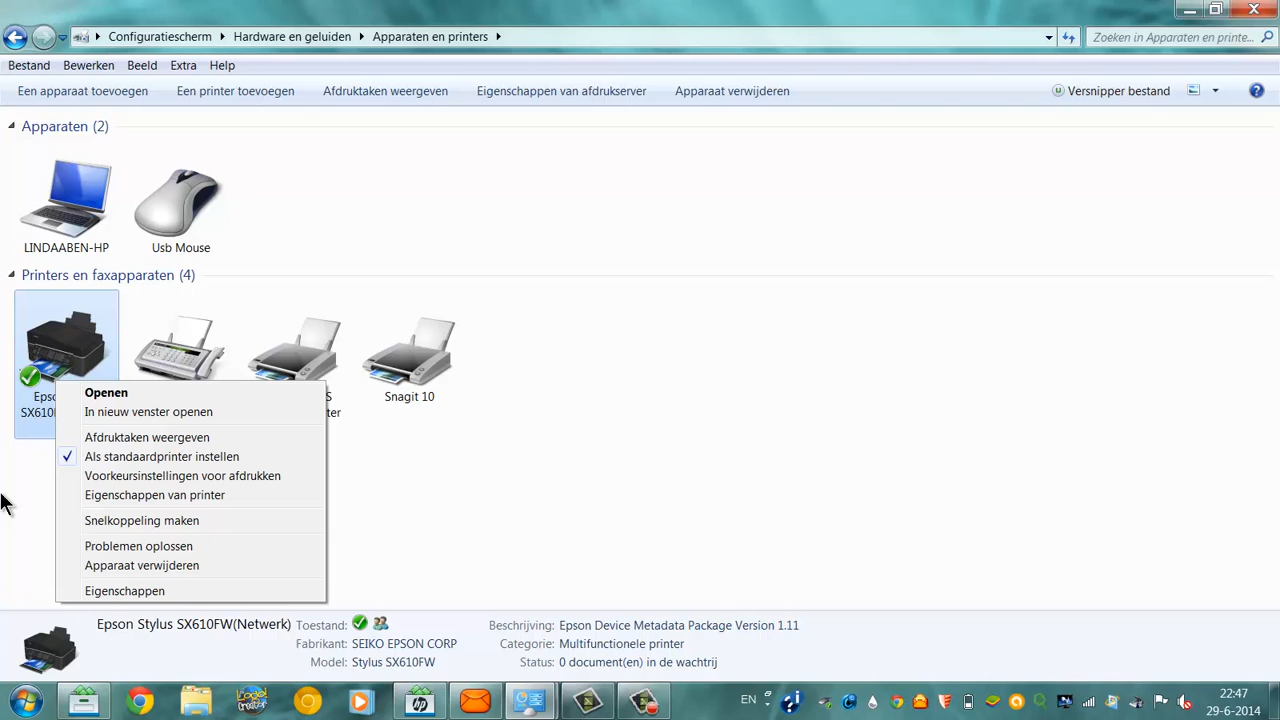 Configuratiescherm Hardware en geluiden Apparaten en printers Zoeken in Apparaten en printe...
Bestand Bewerken Beeld Extra Help
Een apparaat toevoegen Een printer toevoegen Afdruktaken weergeven Eigenschappen van afdrukserver Apparaat verwijderen Versnipper bestand
Apparaten (2)
LINDAABEN-HP Usb Mouse
Printers en faxapparaten (4)
Snagit 10
Openen
In nieuw venster openen
Afdruktaken weergeven
Als standaardprinter instellen
Voorkeursinstellingen voor afdrukken
Eigenschappen van printer
Snelkoppeling maken
Problemen oplossen
Apparaat verwijderen
Eigenschappen
Epson Stylus SX610FW(Netwerk) Toestand: Beschrijving: Epson Device Metadata Package Version 1.11
Fabrikant: SEIKO EPSON CORP Categorie: Multifunctionele printer
Model: Stylus SX610FW Status: 0 document(en) in de wachtrij
EN 22:47
29-6-2014